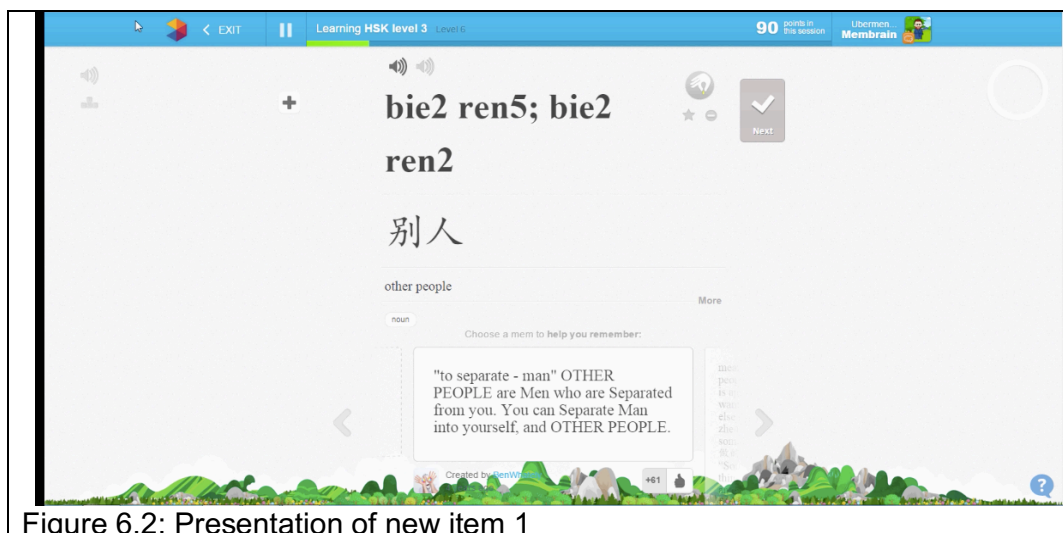 EXIT
Learning HSK level 3 Level 6
90 points in this session
Ubermen...
Membrain
bie2 ren5; bie2
ren2
Next
别人
other people
More
noun
Choose a mem to help you remember:
"to separate - man" OTHER
PEOPLE are Men who are Separated
from you. You can Separate Man
into yourself, and OTHER PEOPLE.
Created by
+61
?
Figure 6.2: Presentation of new item 1